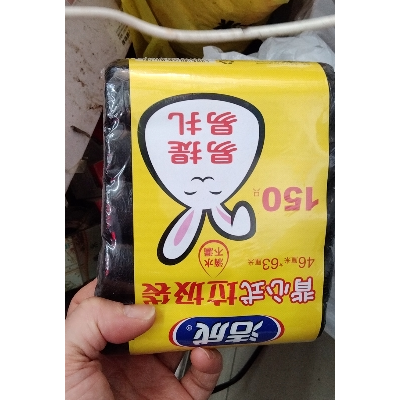 洁成®
背心式垃圾袋
46厘米*63厘米
滴水
不漏
150只
易提
易扎